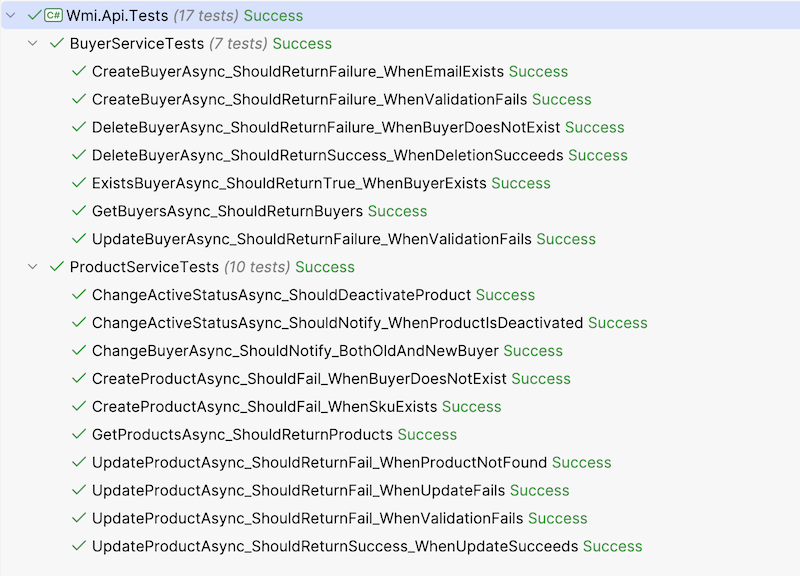 C# Wmi.Api.Tests (17 tests) Success
BuyerServiceTests (7 tests) Success
CreateBuyerAsync_ShouldReturnFailure_WhenEmailExists Success
CreateBuyerAsync_ShouldReturnFailure_WhenValidationFails Success
DeleteBuyerAsync_ShouldReturnFailure_WhenBuyerDoesNotExist Success
DeleteBuyerAsync_ShouldReturnSuccess_WhenDeletionSucceeds Success
ExistsBuyerAsync_ShouldReturnTrue_WhenBuyerExists Success
GetBuyersAsync_ShouldReturnBuyers Success
UpdateBuyerAsync_ShouldReturnFailure_WhenValidationFails Success
ProductServiceTests (10 tests) Success
ChangeActiveStatusAsync_ShouldDeactivateProduct Success
ChangeActiveStatusAsync_ShouldNotify_WhenProductIsDeactivated Success
ChangeBuyerAsync_ShouldNotify_BothOldAndNewBuyer Success
CreateProductAsync_ShouldFail_WhenBuyerDoesNotExist Success
CreateProductAsync_ShouldFail_WhenSkuExists Success
GetProductsAsync_ShouldReturnProducts Success
UpdateProductAsync_ShouldReturnFail_WhenProductNotFound Success
UpdateProductAsync_ShouldReturnFail_WhenUpdateFails Success
UpdateProductAsync_ShouldReturnFail_WhenValidationFails Success
UpdateProductAsync_ShouldReturnSuccess_WhenUpdateSucceeds Success